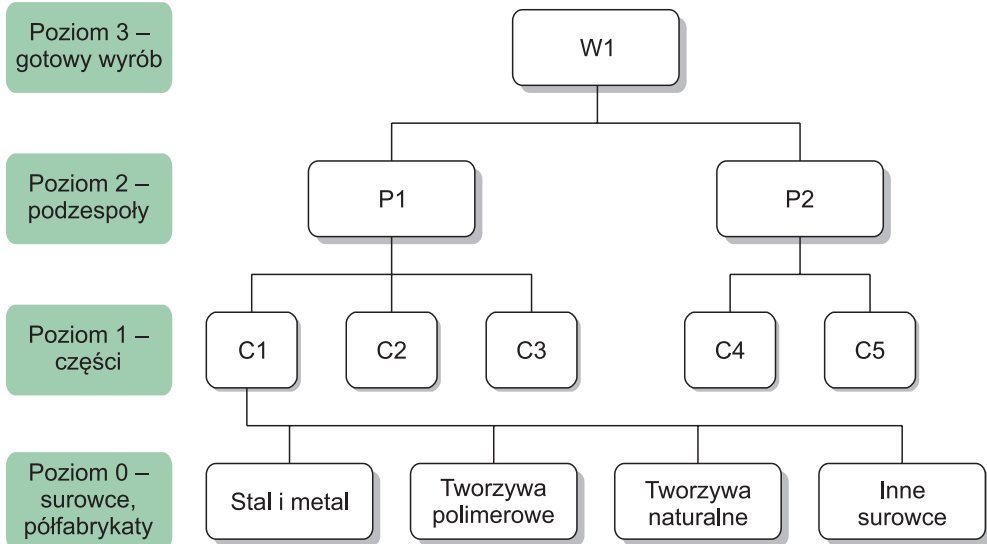 Poziom 3 –
gotowy wyrób
W1
Poziom 2 –
podzespoły
P1
P2
Poziom 1 –
części
C1
C2
C3
C4
C5
Poziom 0 –
surowce,
półfabrykaty
Stal i metal
Tworzywa
polimerowe
Tworzywa
naturalne
Inne
surowce